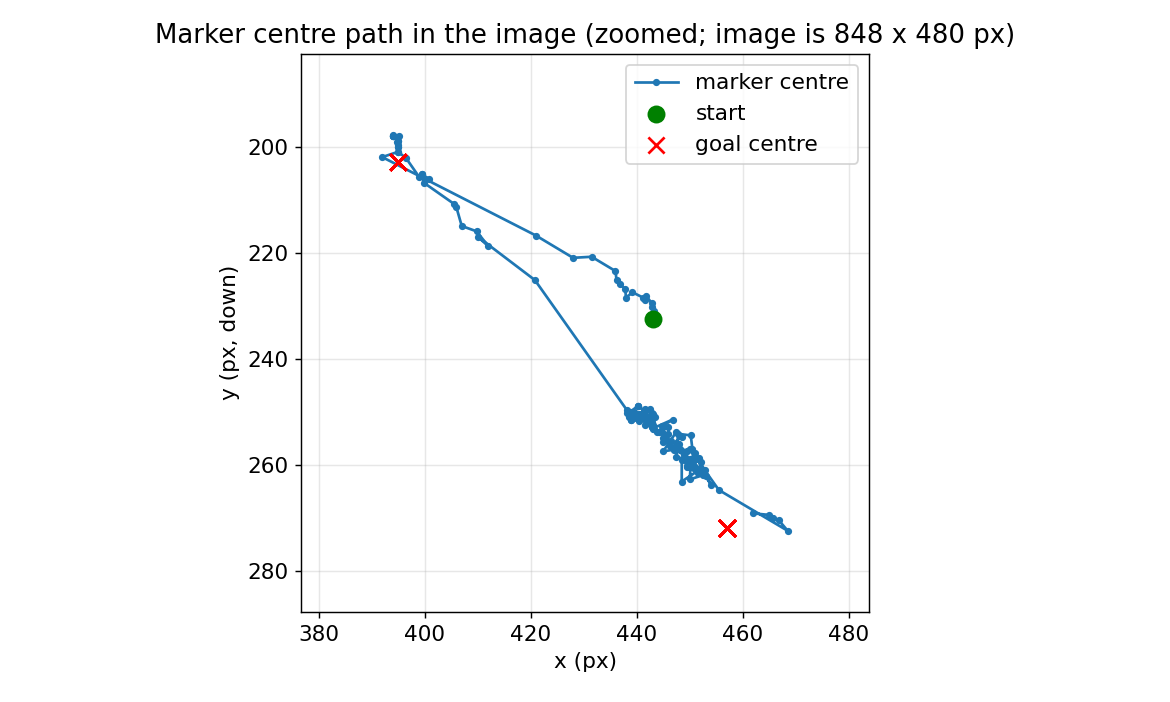 Marker centre path in the image (zoomed; image is 848 x 480 px)
marker centre
start
goal centre
200
220
240
260
280
y (px, down)
380 400 420 440 460 480
x (px)